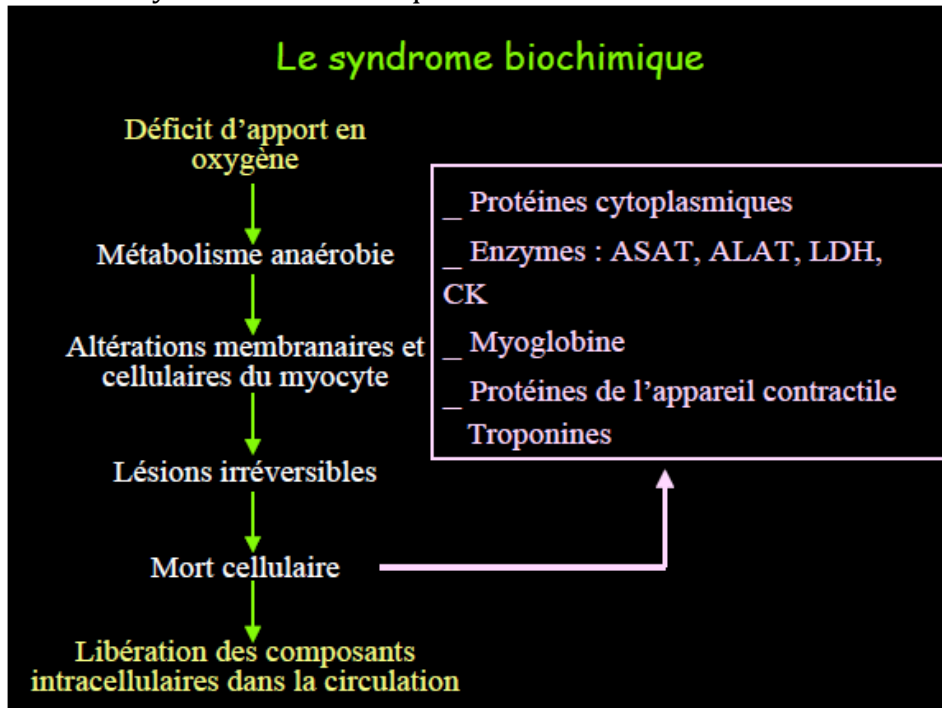 Le syndrome biochimique
Déficit d'apport en
oxygène
Métabolisme anaérobie
Altérations membranaires et
cellulaires du myocyte
Lésions irréversibles
Mort cellulaire
Libération des composants
intracellulaires dans la circulation
_ Protéines cytoplasmiques
_ Enzymes : ASAT, ALAT, LDH,
CK
_ Myoglobine
_ Protéines de l'appareil contractile
Troponines